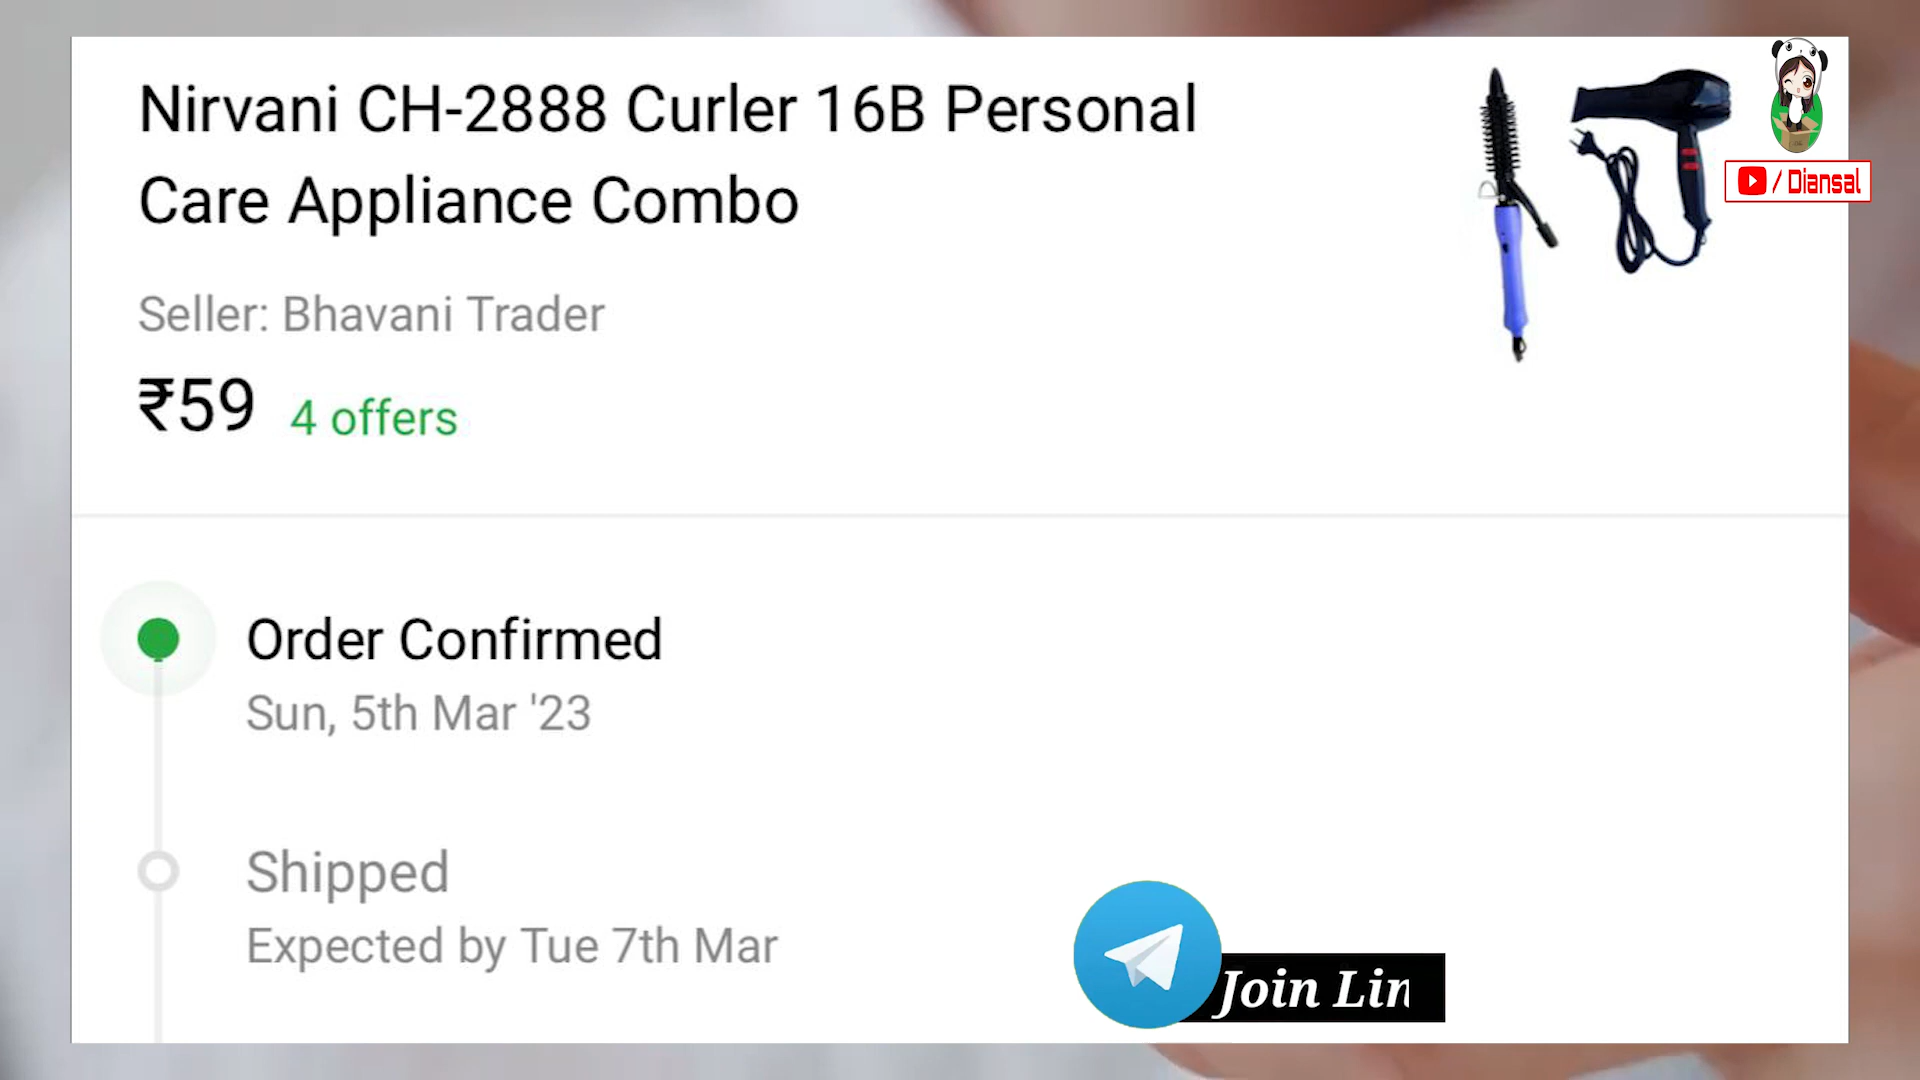 Nirvani CH-2888 Curler 16B Personal
Care Appliance Combo
Seller: Bhavani Trader
₹59 4 offers
/ Diansal
Order Confirmed
Sun, 5th Mar '23
Shipped
Expected by Tue 7th Mar
Join Lin